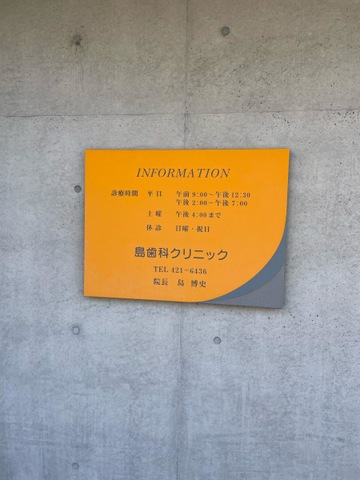 INFORMATION
診療時間 平日 午前 9:00～午後 12:30
午後 2:00～午後 7:00
土曜 午後 4:00まで
休診 日曜・祝日
島歯科クリニック
TEL 421-6436
院長 島 博史